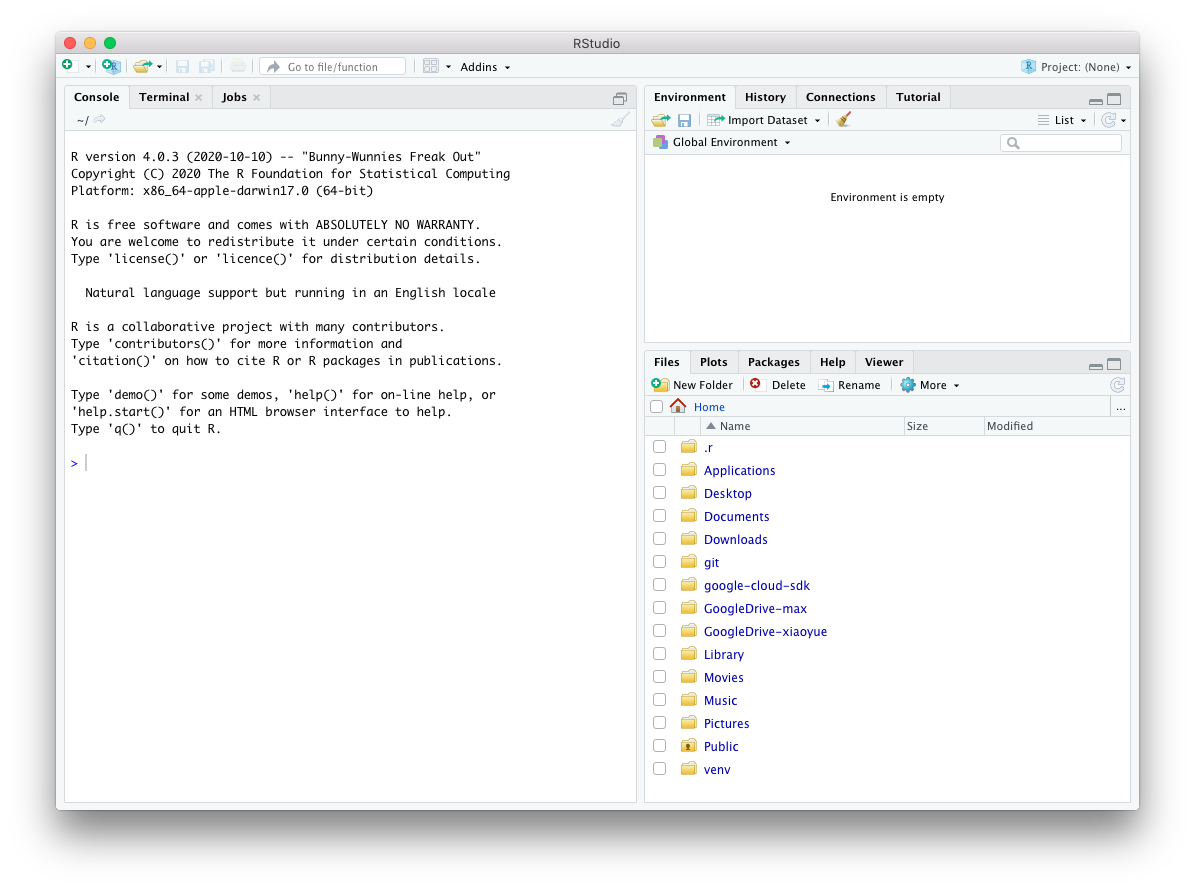 RStudio
Go to file/function
Addins
Project: (None)
Console
Terminal
Jobs
~/
R version 4.0.3 (2020-10-10) -- "Bunny-Wunnies Freak Out"
Copyright (C) 2020 The R Foundation for Statistical Computing
Platform: x86_64-apple-darwin17.0 (64-bit)
R is free software and comes with ABSOLUTELY NO WARRANTY.
You are welcome to redistribute it under certain conditions.
Type 'license()' or 'licence()' for distribution details.
Natural language support but running in an English locale
R is a collaborative project with many contributors.
Type 'contributors()' for more information and
'citation()' on how to cite R or R packages in publications.
Type 'demo()' for some demos, 'help()' for on-line help, or
'help.start()' for an HTML browser interface to help.
Type 'q()' to quit R.
>
Environment
History
Connections
Tutorial
Import Dataset
List
Global Environment
Environment is empty
Files
Plots
Packages
Help
Viewer
New Folder
Delete
Rename
More
Home
...
Name
Size
Modified
.r
Applications
Desktop
Documents
Downloads
git
google-cloud-sdk
GoogleDrive-max
GoogleDrive-xiaoyue
Library
Movies
Music
Pictures
Public
venv